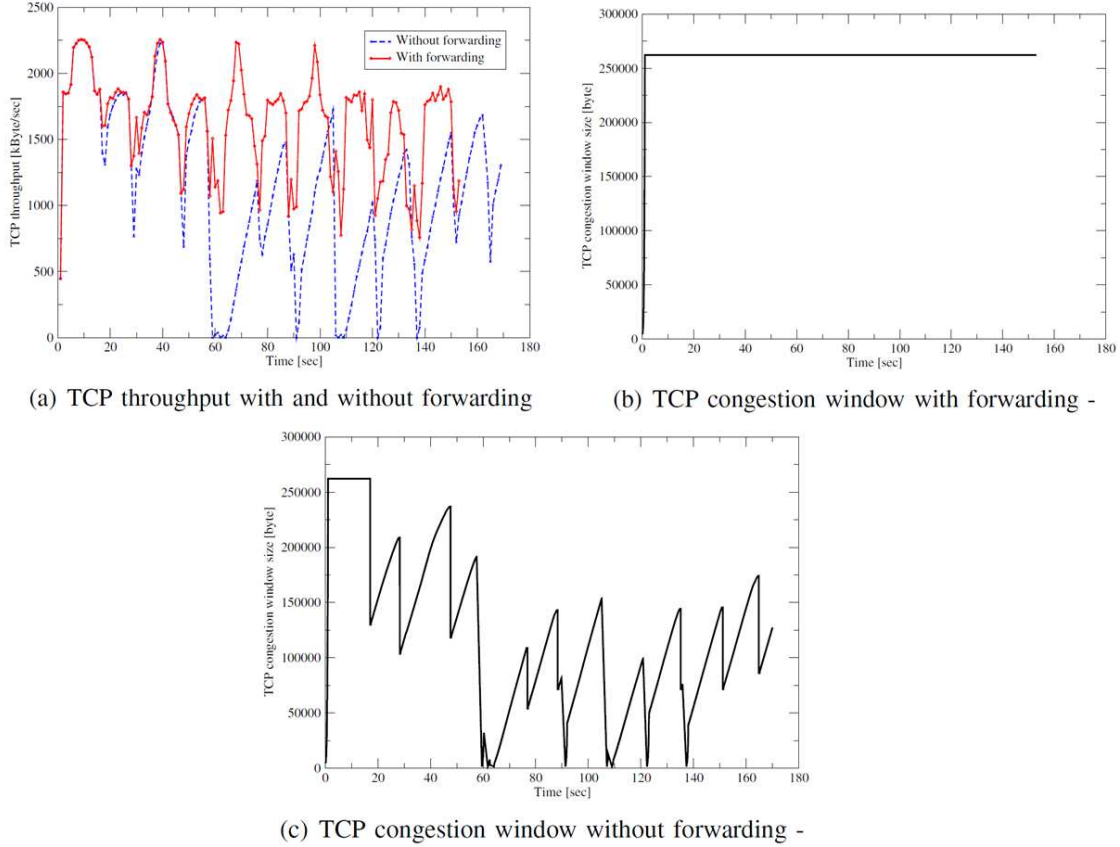 2500
2000
1500
1000
500
0
TCP throughput [kByte/sec]
Without forwarding
With forwarding
0 20 40 60 80 100 120 140 160 180
Time [sec]
(a) TCP throughput with and without forwarding
300000
250000
200000
150000
100000
50000
0
TCP congestion window size [byte]
0 20 40 60 80 100 120 140 160 180
Time [sec]
(b) TCP congestion window with forwarding -
300000
250000
200000
150000
100000
50000
0
TCP congestion window size [byte]
0 20 40 60 80 100 120 140 160 180
Time [sec]
(c) TCP congestion window without forwarding -